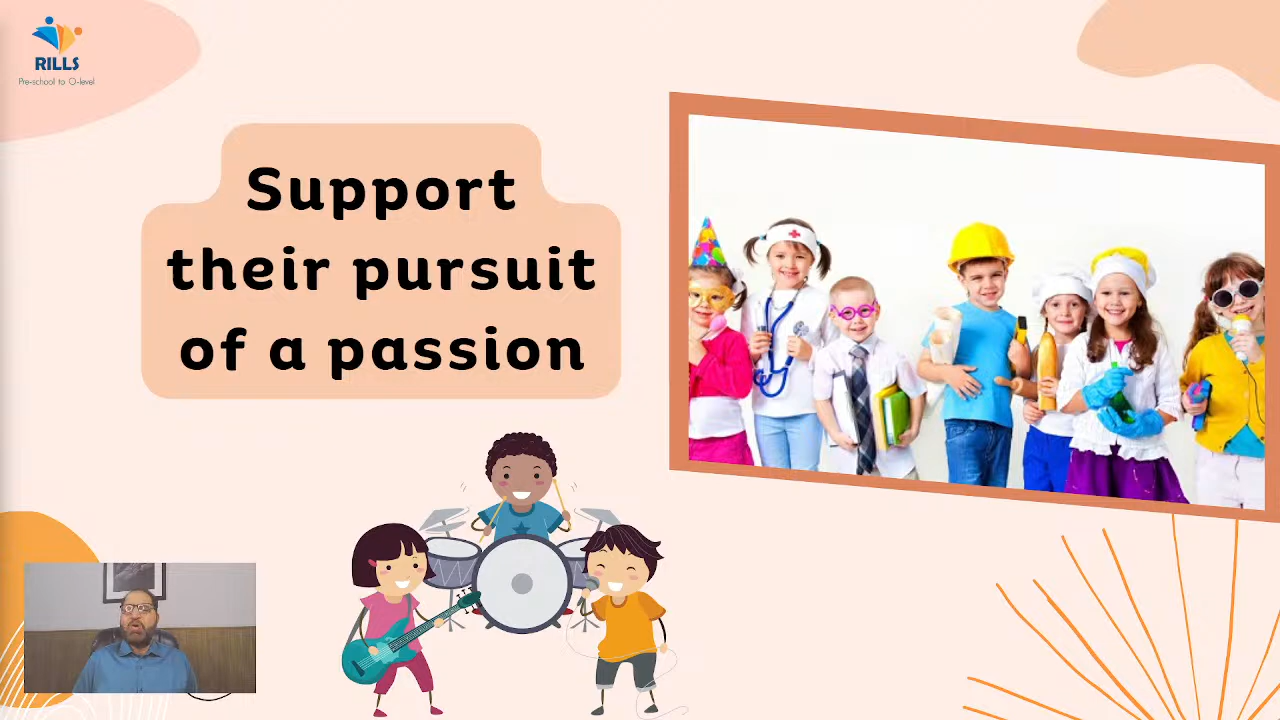 RILLS
Pre-school to O-level
Support
their pursuit
of a passion